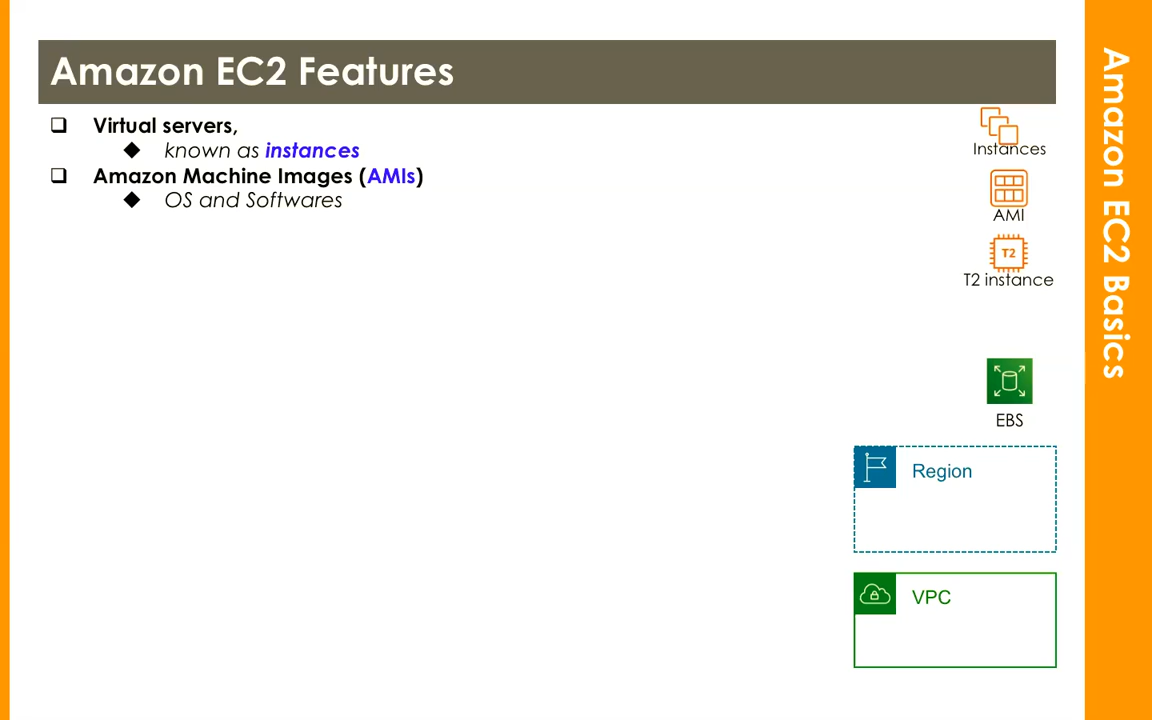 Amazon EC2 Features
Virtual servers,
known as instances
Amazon Machine Images (AMIs)
OS and Softwares
Instances
AMI
T2
T2 instance
EBS
Region
VPC
Amazon EC2 Basics